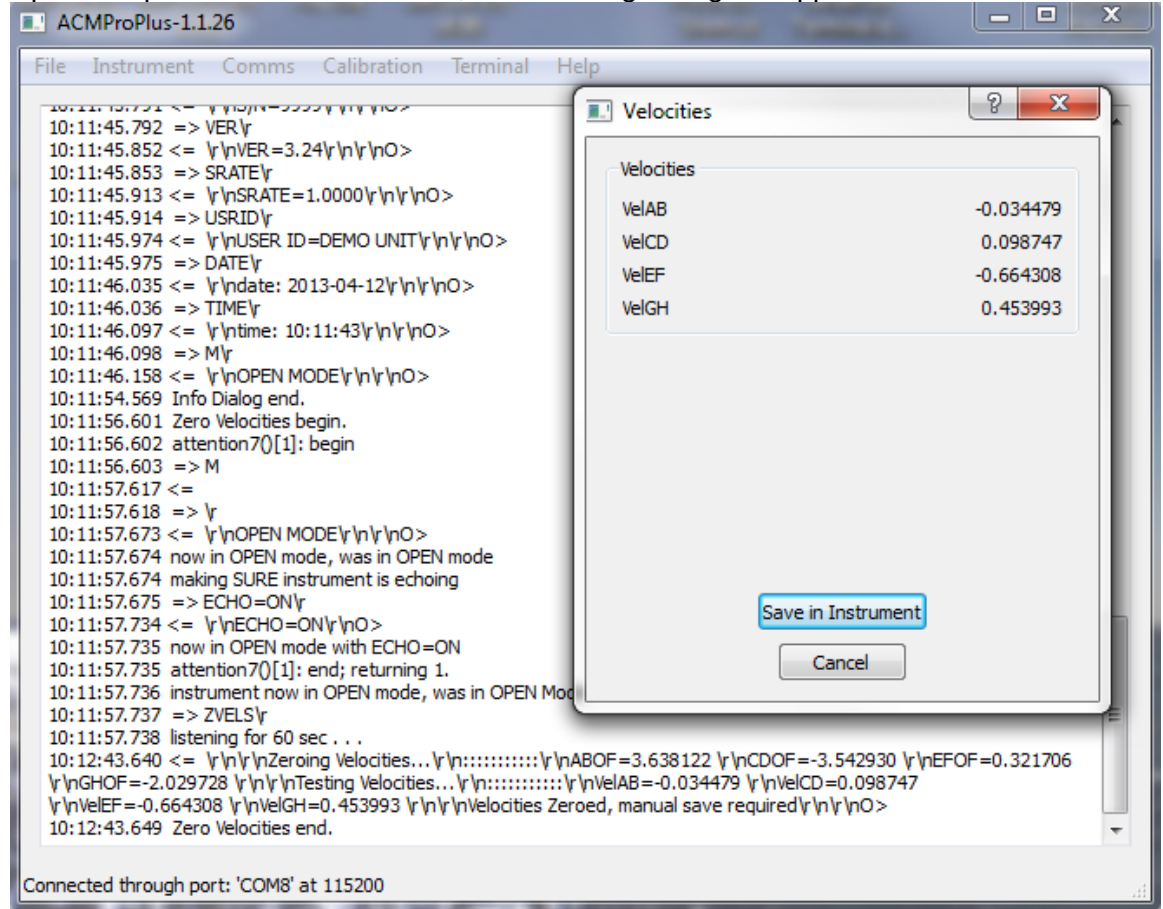 ACMProPlus-1.1.26
File Instrument Comms Calibration Terminal Help
10:11:45.792 => VER\r
10:11:45.852 <= \r\nVER=3.24\r\n\r\nO>
10:11:45.853 => SRATE\r
10:11:45.913 <= \r\nSRATE=1.0000\r\n\r\nO>
10:11:45.914 => USRID\r
10:11:45.974 <= \r\nUSER ID=DEMO UNIT\r\n\r\nO>
10:11:45.975 => DATE\r
10:11:46.035 <= \r\ndate: 2013-04-12\r\n\r\nO>
10:11:46.036 => TIME\r
10:11:46.097 <= \r\ntime: 10:11:43\r\n\r\nO>
10:11:46.098 => M\r
10:11:46.158 <= \r\nOPEN MODE\r\n\r\nO>
10:11:54.569 Info Dialog end.
10:11:56.601 Zero Velocities begin.
10:11:56.602 attention7()[1]: begin
10:11:56.603 => M
10:11:57.617 <=
10:11:57.618 => \r
10:11:57.673 <= \r\nOPEN MODE\r\n\r\nO>
10:11:57.674 now in OPEN mode, was in OPEN mode
10:11:57.674 making SURE instrument is echoing
10:11:57.675 => ECHO=ON\r
10:11:57.734 <= \r\nECHO=ON\r\nO>
10:11:57.735 now in OPEN mode with ECHO=ON
10:11:57.735 attention7()[1]: end; returning 1.
10:11:57.736 instrument now in OPEN mode, was in OPEN Mod
10:11:57.737 => ZVELS\r
10:11:57.738 listening for 60 sec . . .
10:12:43.640 <= \r\n\r\nZeroing Velocities...\r\n:::::::::::\r\nABOF=3.638122 \r\nCDOF=-3.542930 \r\nEFOF=0.321706
\r\nGHOF=-2.029728 \r\n\r\nTesting Velocities...\r\n:::::::::::\r\nVelAB=-0.034479 \r\nVelCD=0.098747
\r\nVelEF=-0.664308 \r\nVelGH=0.453993 \r\n\r\nVelocities Zeroed, manual save required\r\n\r\nO>
10:12:43.649 Zero Velocities end.
Connected through port: 'COM8' at 115200
Velocities
Velocities
VelAB -0.034479
VelCD 0.098747
VelEF -0.664308
VelGH 0.453993
Save in Instrument
Cancel